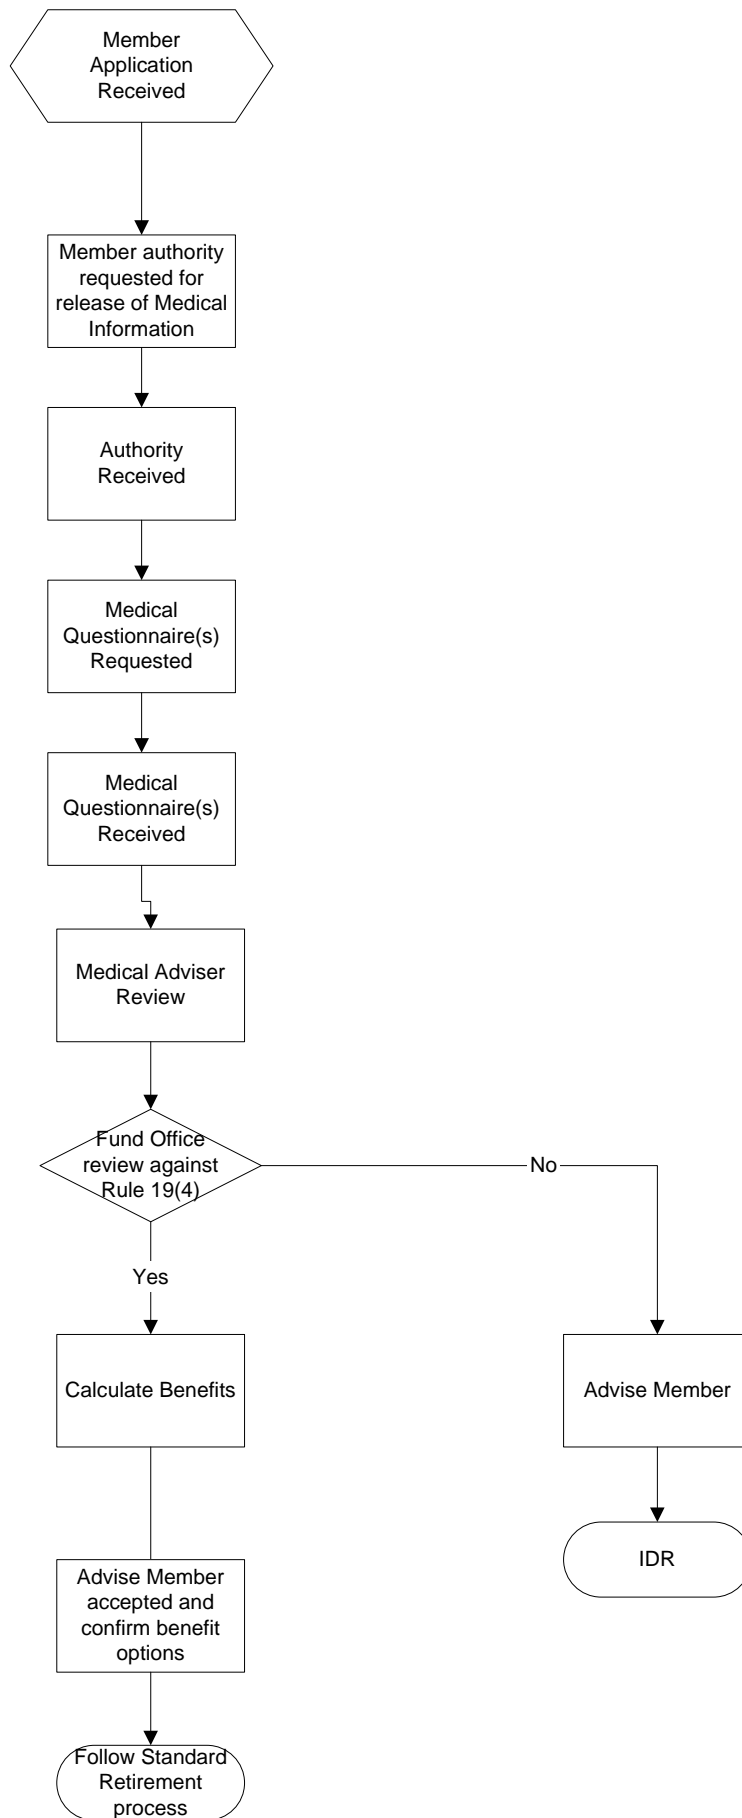 Member
Application
Received
Member authority
requested for
release of Medical
Information
Authority
Received
Medical
Questionnaire(s)
Requested
Medical
Questionnaire(s)
Received
Medical Adviser
Review
Fund Office
review against
Rule 19(4)
No
Yes
Calculate Benefits
Advise Member
IDR
Advise Member
accepted and
confirm benefit
options
Follow Standard
Retirement
process